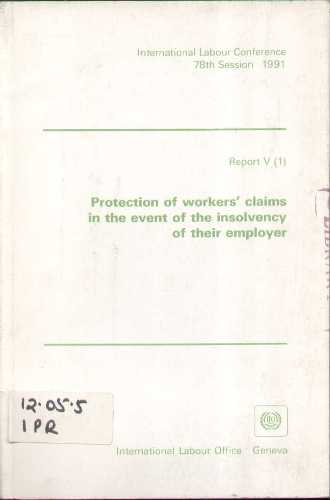 International Labour Conference
78th Session 1991
Report V (1)
Protection of workers' claims
in the event of the insolvency
of their employer
12.05.5
IPR
International Labour Office Geneva